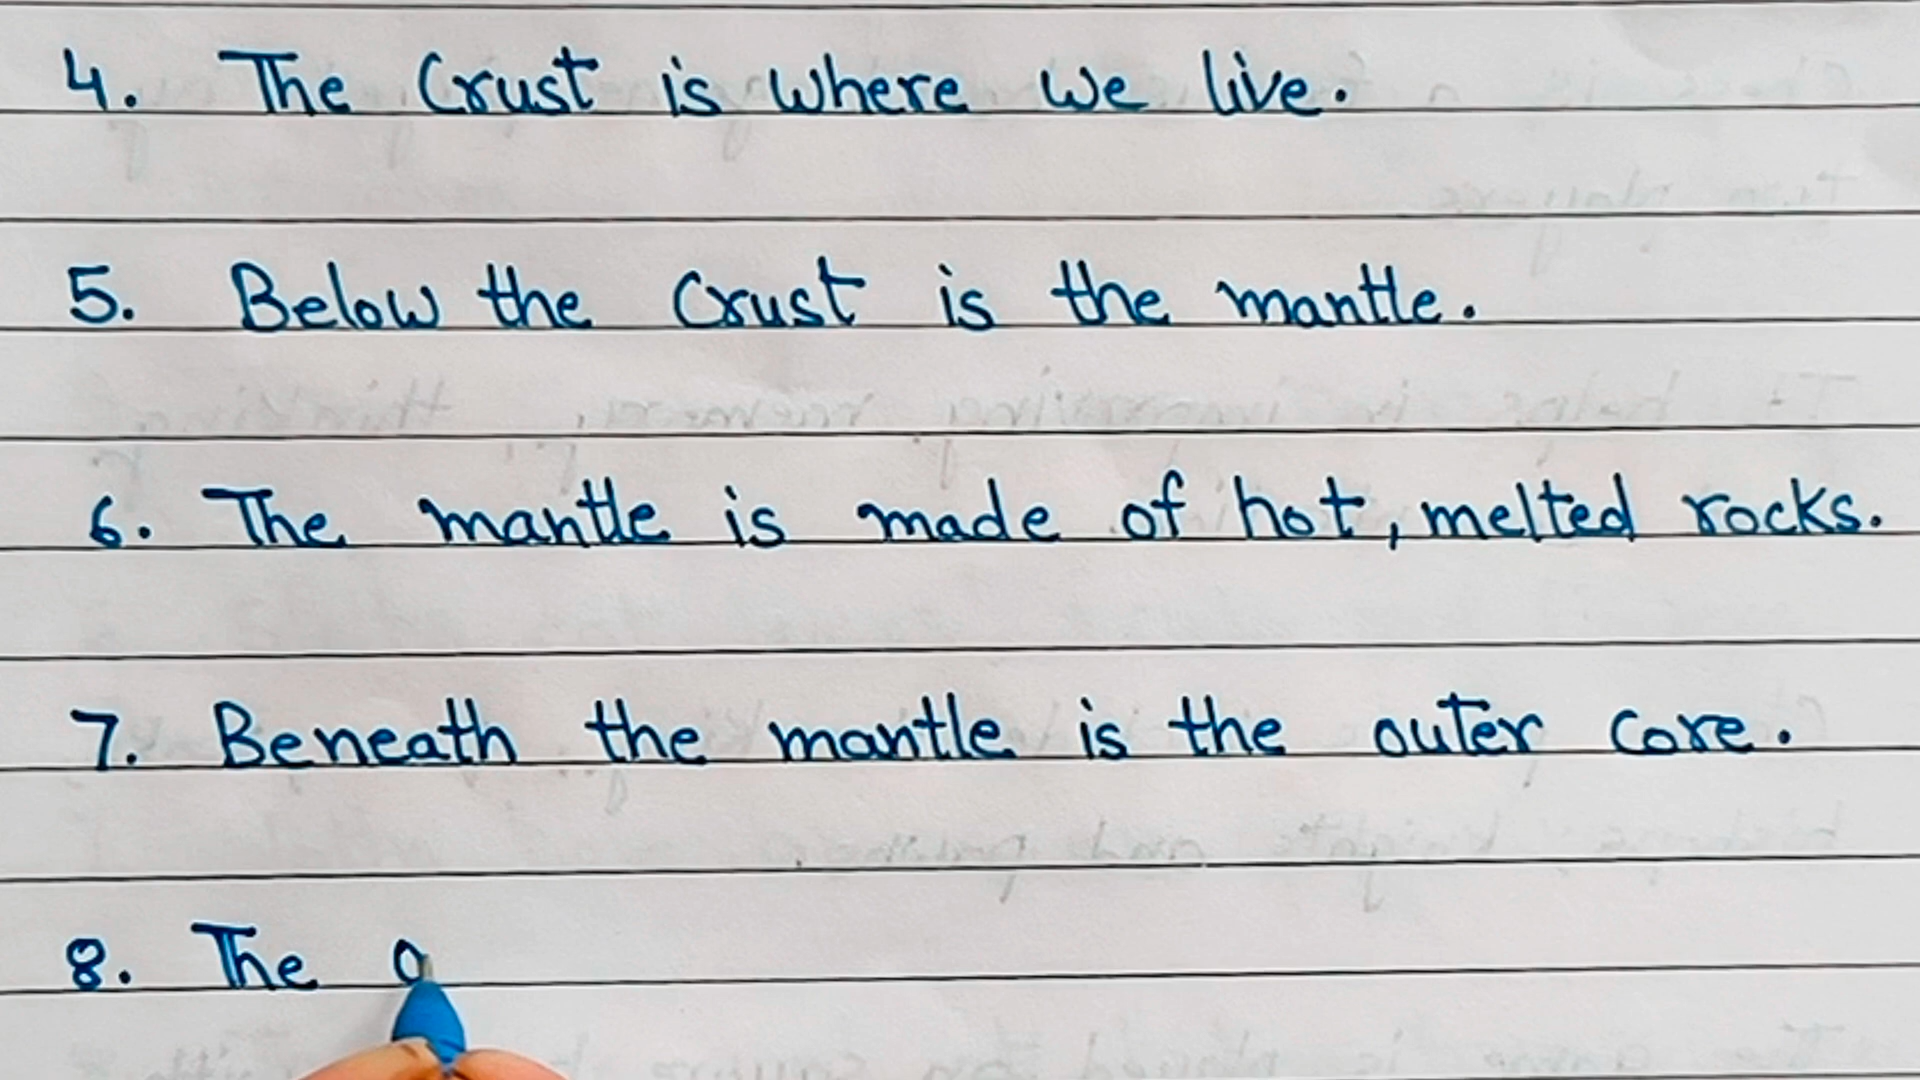 4. The Crust is where we live.
5. Below the Crust is the mantle.
6. The mantle is made of hot, melted rocks.
7. Beneath the mantle is the outer core.
8. The o